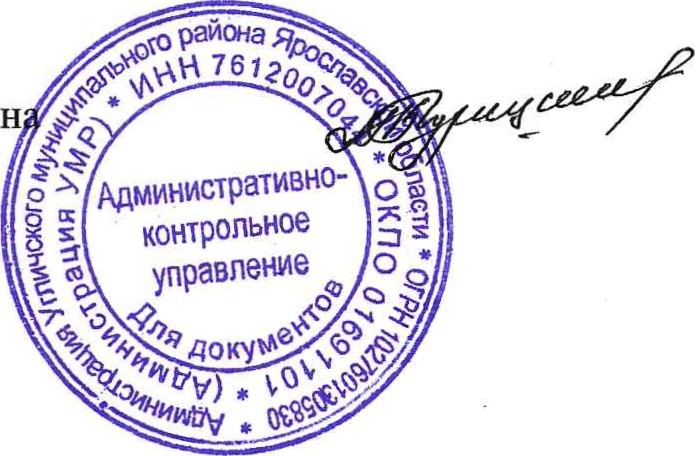 на
Администрация Угличского муниципального района Ярославской области * ОГРН 1027601305830 *
(Администрация УМР) * ИНН 761200704 * ОКПО 01691101 *
Административно-
контрольное
управление
Для документов